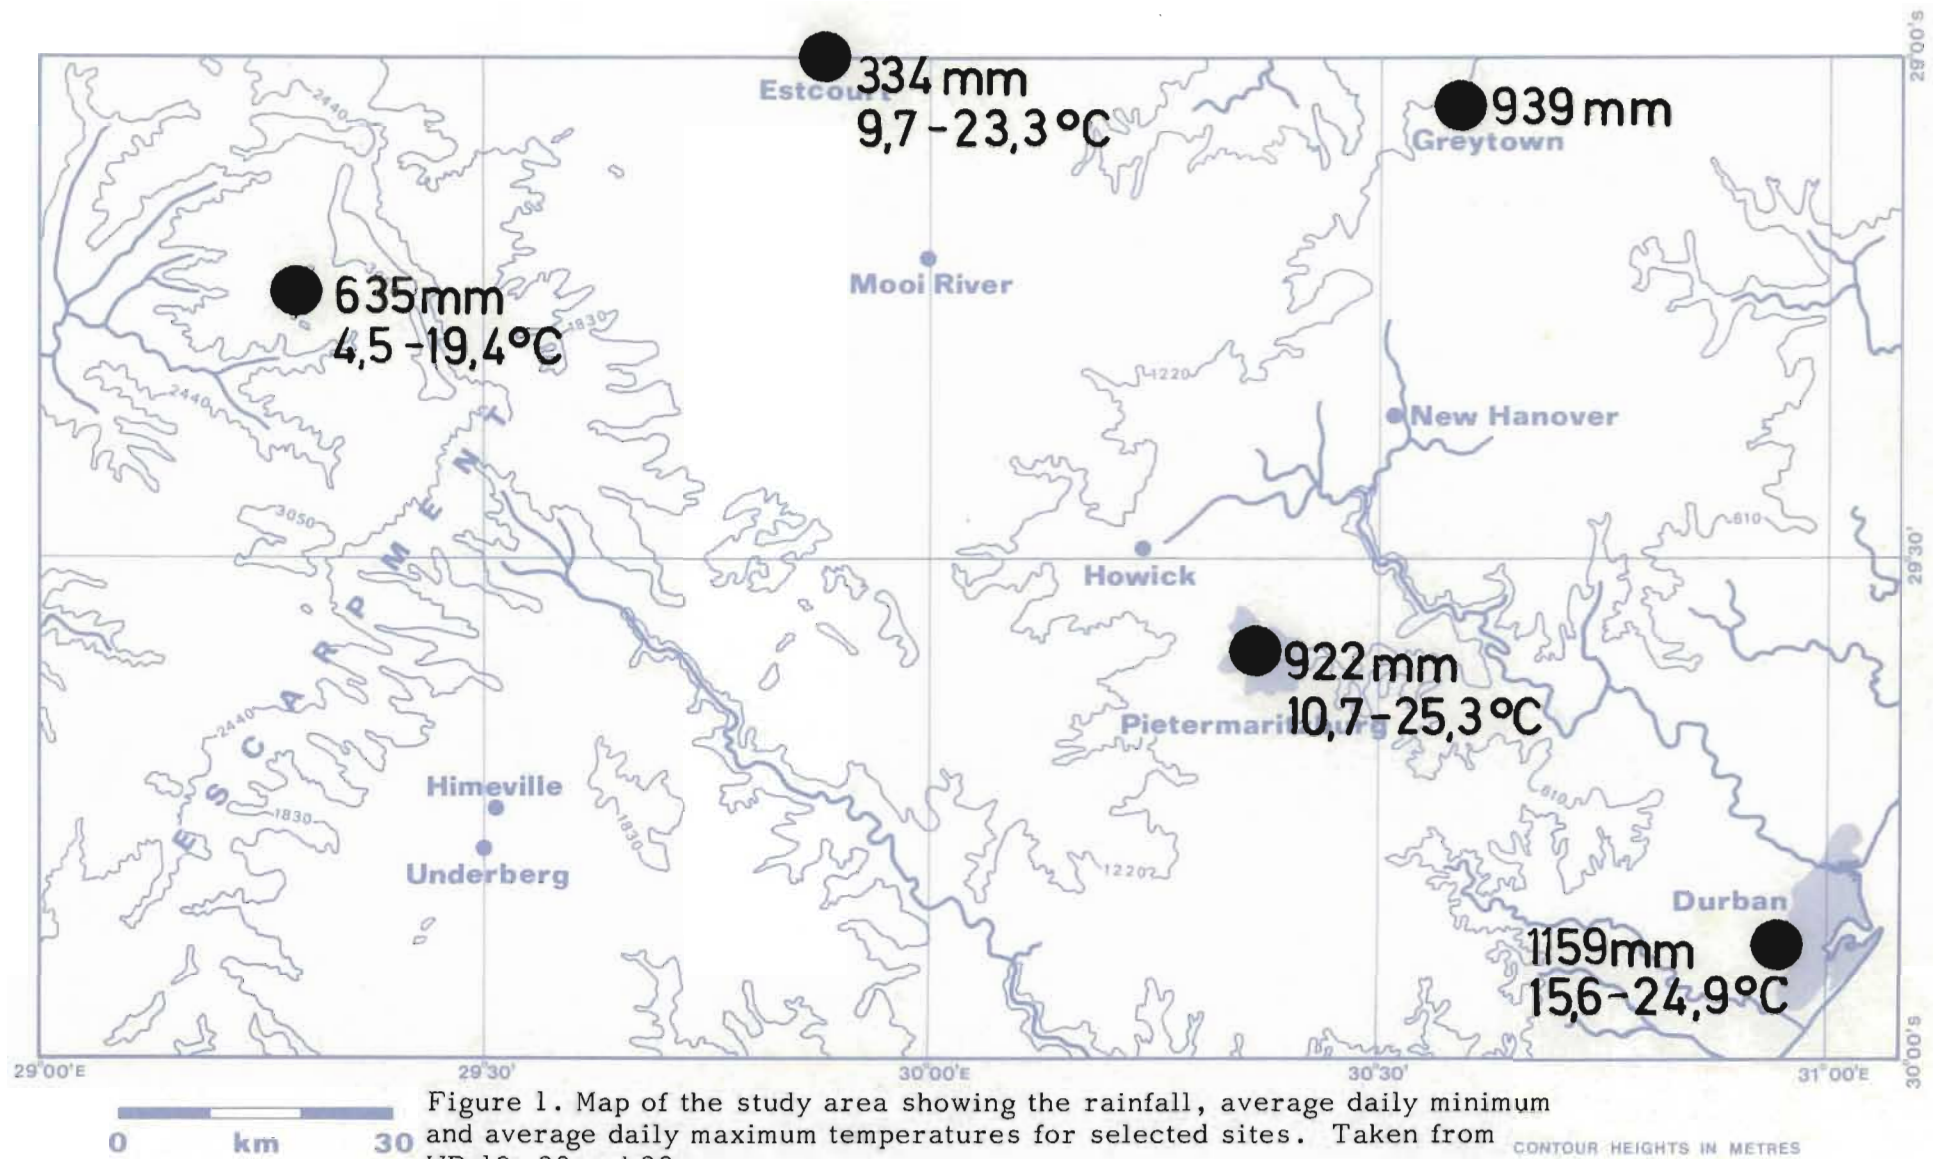 29°00'S
334 mm
Estcourt
9,7-23,3°C
939mm
Greytown
2440
635mm
4,5-19,4°C
1830
Mooi River
2440
1220
New Hanover
3050
610
29°30'
Howick
ESCARPMENT
922mm
10,7-25,3°C
Pietermaritzburg
2440
Himeville
1830
1830
610
Underberg
1220
Durban
1159mm
15,6-24,9°C
29°00'E
29°30'
30°00'E
30°30'
31°00'E
30°00'S
0 km 30
Figure 1. Map of the study area showing the rainfall, average daily minimum
and average daily maximum temperatures for selected sites. Taken from
CONTOUR HEIGHTS IN METRES